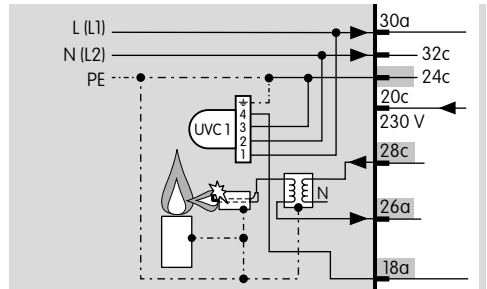 L (L1)
30a
N (L2)
32c
PE
24c
20c
230 V
UVC 1
4
3
2
1
28c
N
26a
18a